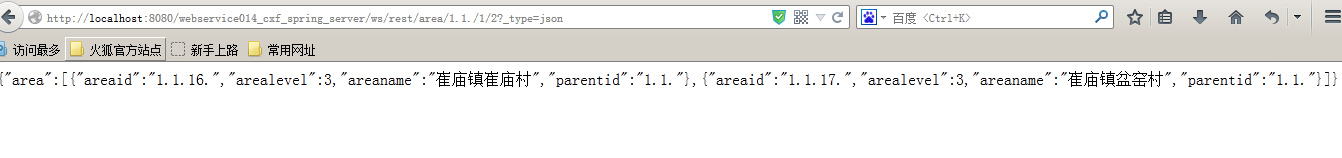 http://localhost:8080/webservice014_cxf_spring_server/ws/rest/area/1.1./1/2?_type=json
百度 <Ctrl+K>
访问最多 火狐官方站点 新手上路 常用网址
{"area":[{"areaid":"1.1.16.","arealevel":3,"areaname":"崔庙镇崔庙村","parentid":"1.1."},{"areaid":"1.1.17.","arealevel":3,"areaname":"崔庙镇盆窑村","parentid":"1.1."}]}